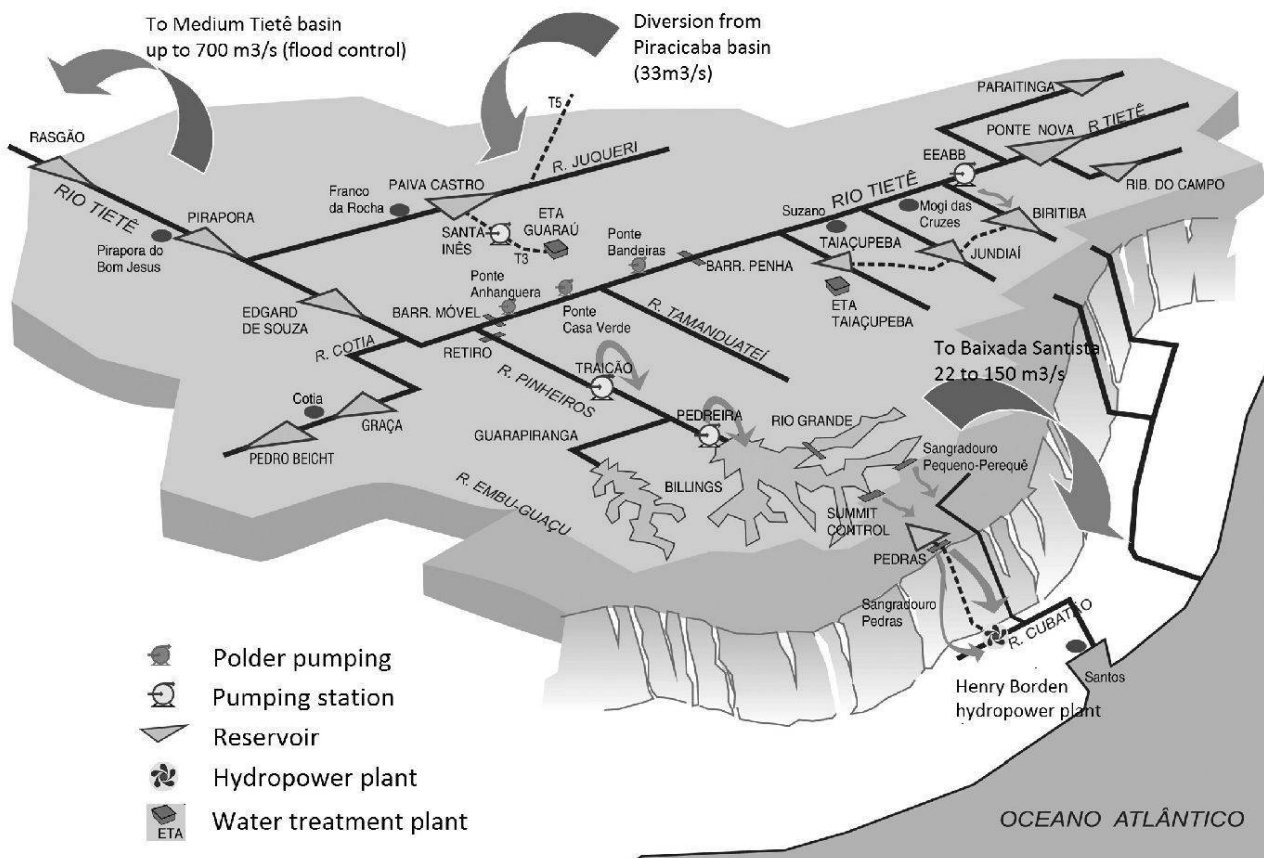 To Medium Tietê basin
up to 700 m3/s (flood control)
Diversion from
Piracicaba basin
(33m3/s)
T5
PARAITINGA
PONTE NOVA
R TIETÊ
RASGÃO
R. JUQUERI
EEABB
RIB. DO CAMPO
PAIVA CASTRO
Franco
da Rocha
RIO TIETÊ
RIO TIETÊ
PIRAPORA
Pirapora do
Bom Jesus
SANTA
INÊS
ETA
GUARAÚ
T3
Suzano
Mogi das
Cruzes
BIRITIBA
TAIAÇUPEBA
JUNDIAÍ
Ponte
Bandeiras
BARR. PENHA
Ponte
Anhanguera
ETA
TAIAÇUPEBA
EDGARD
DE SOUZA
BARR. MÓVEL
Ponte
Casa Verde
R. TAMANDUATEÍ
R. COTIA
RETIRO
To Baixada Santista
22 to 150 m3/s
TRAICÃO
R. PINHEIROS
Cotia
GRAÇA
PEDREIRA
RIO GRANDE
PEDRO BEICHT
GUARAPIRANGA
Sangradouro
Pequeno-Perequê
BILLINGS
R. EMBU-GUAÇU
SUMMIT
CONTROL
PEDRAS
Sangradouro
Pedras
R. CUBATÃO
Santos
Henry Borden
hydropower plant
Polder pumping
Pumping station
Reservoir
Hydropower plant
ETA
Water treatment plant
OCEANO ATLÂNTICO